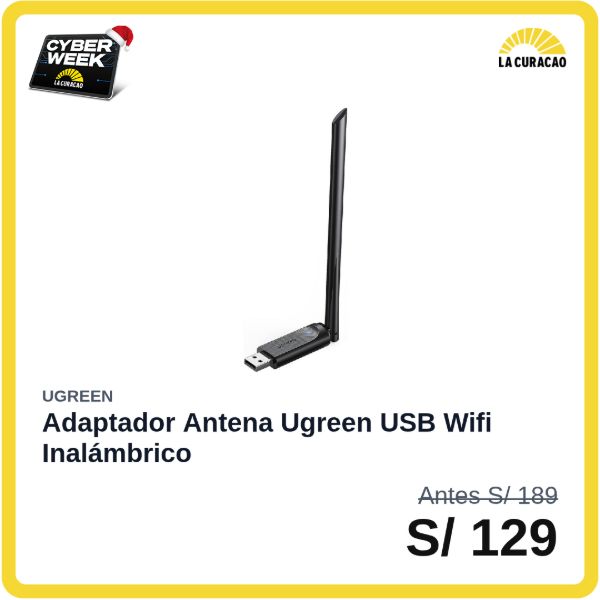 CYBER
WEEK
LA CURACAO
LA CURACAO
UGREEN
Adaptador Antena Ugreen USB Wifi
Inalámbrico
Antes S/ 189
S/ 129